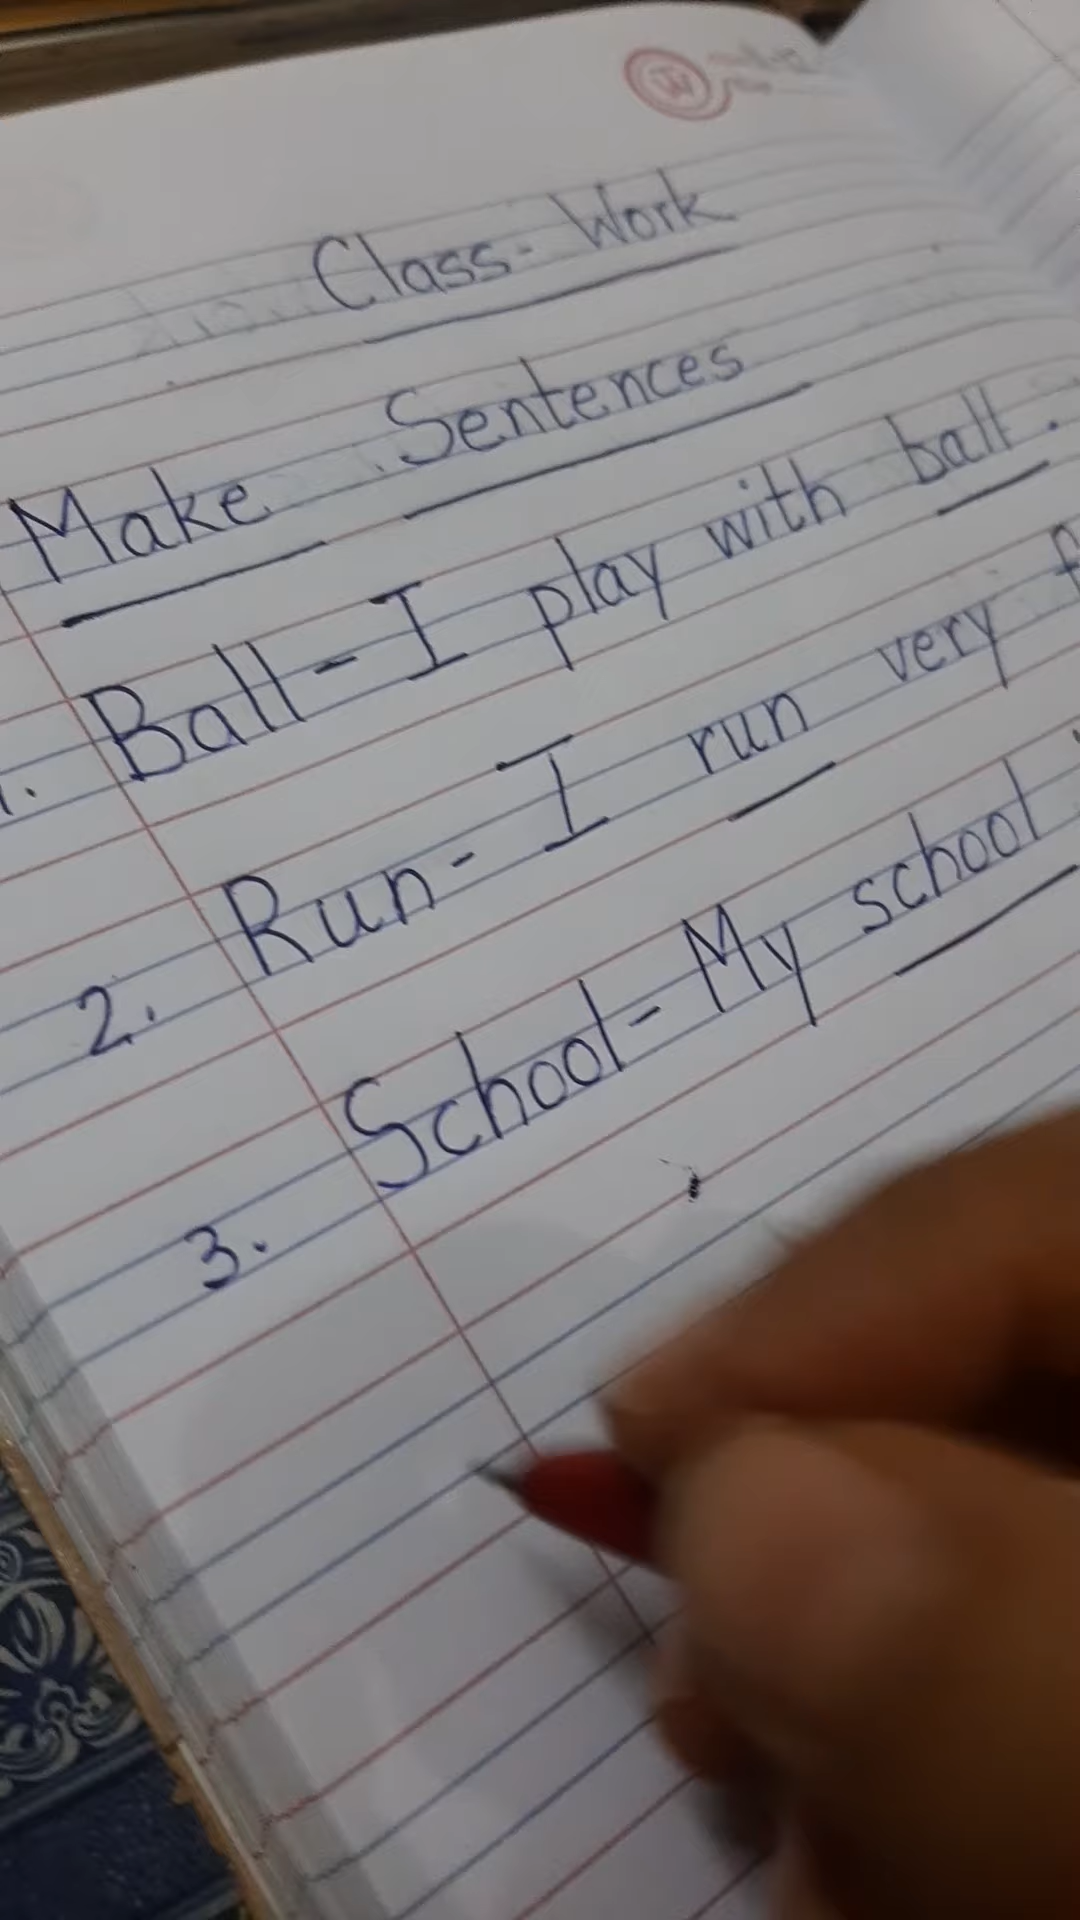 Class-Work
Make Sentences
1. Ball - I play with ball.
2. Run - I run very
3. School - My school